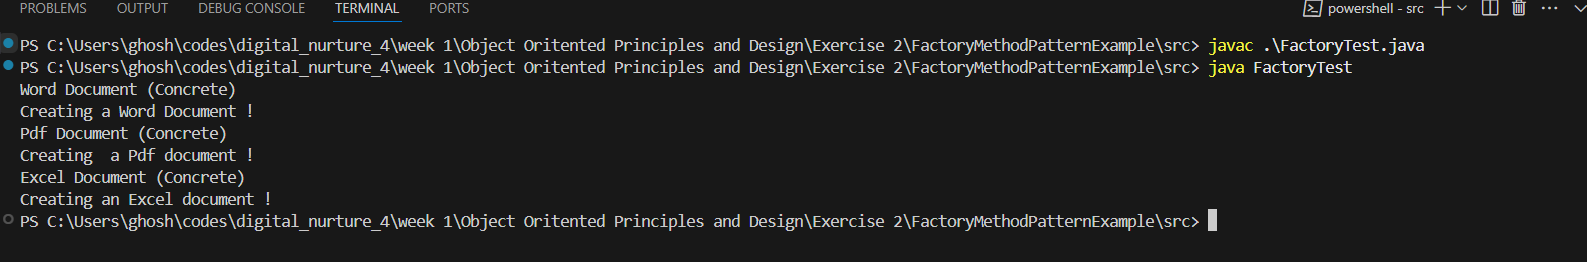 PROBLEMS OUTPUT DEBUG CONSOLE TERMINAL PORTS powershell - src
PS C:\Users\ghosh\codes\digital_nurture_4\week 1\Object Oritented Principles and Design\Exercise 2\FactoryMethodPatternExample\src> javac .\FactoryTest.java
PS C:\Users\ghosh\codes\digital_nurture_4\week 1\Object Oritented Principles and Design\Exercise 2\FactoryMethodPatternExample\src> java FactoryTest
Word Document (Concrete)
Creating a Word Document !
Pdf Document (Concrete)
Creating  a Pdf document !
Excel Document (Concrete)
Creating an Excel document !
PS C:\Users\ghosh\codes\digital_nurture_4\week 1\Object Oritented Principles and Design\Exercise 2\FactoryMethodPatternExample\src>